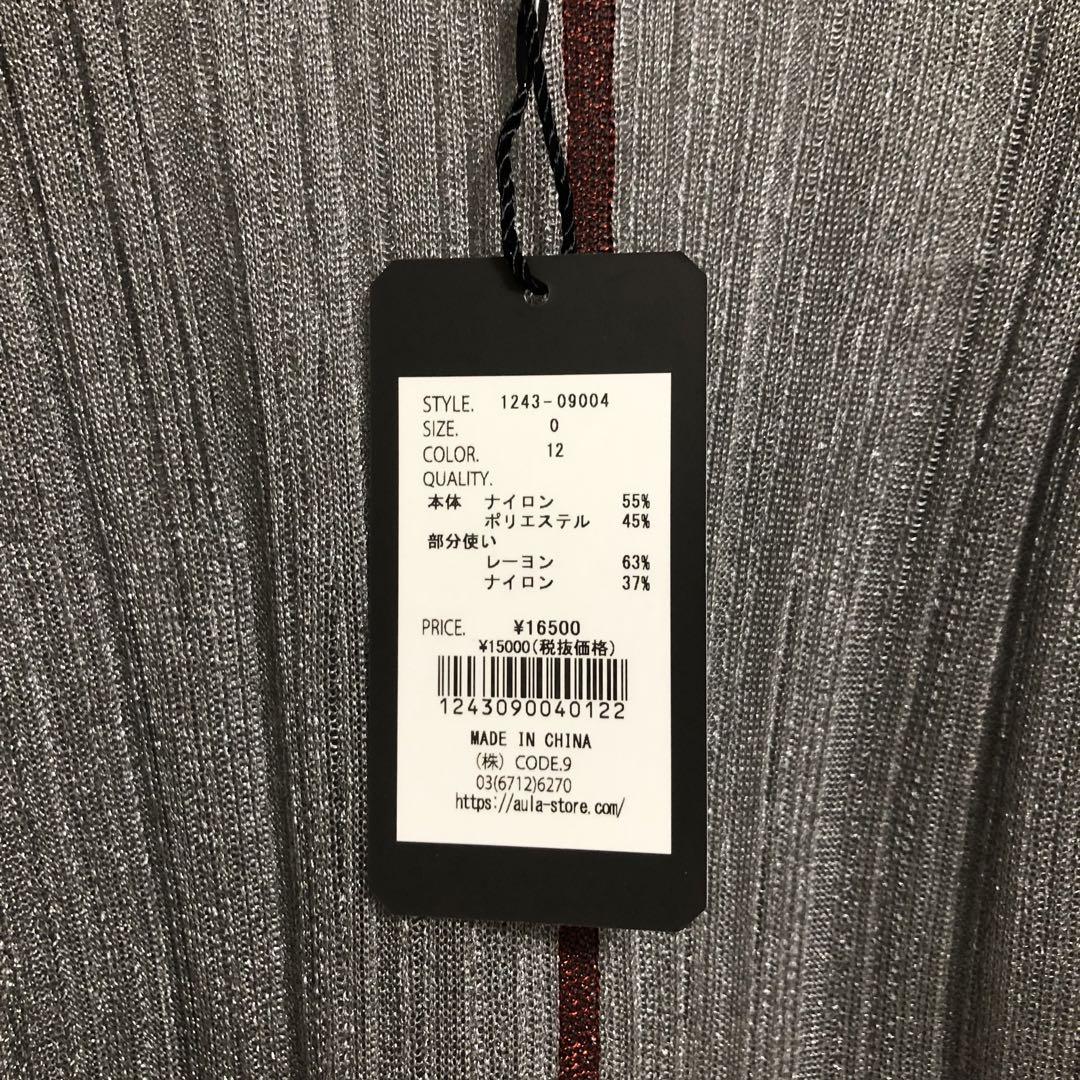 STYLE. 1243-09004
SIZE. 0
COLOR. 12
QUALITY.
本体 ナイロン 55%
ポリエステル 45%
部分使い
レーヨン 63%
ナイロン 37%
PRICE. ¥16500
¥15000(税抜価格)
1243090040122
MADE IN CHINA
(株) CODE.9
03(6712)6270
https://aula-store.com/